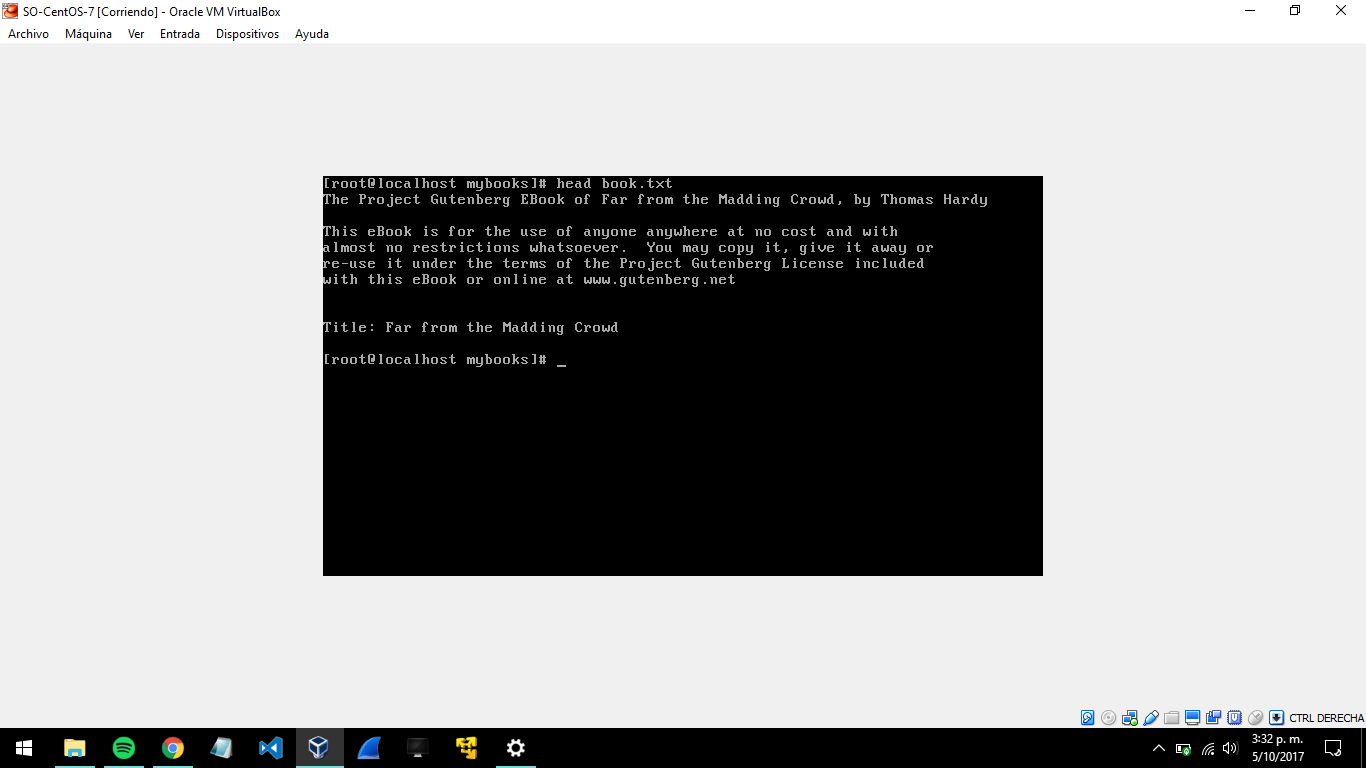 SO-CentOS-7 [Corriendo] - Oracle VM VirtualBox
Archivo Máquina Ver Entrada Dispositivos Ayuda
[root@localhost mybooks]# head book.txt
The Project Gutenberg EBook of Far from the Madding Crowd, by Thomas Hardy
This eBook is for the use of anyone anywhere at no cost and with
almost no restrictions whatsoever.  You may copy it, give it away or
re-use it under the terms of the Project Gutenberg License included
with this eBook or online at www.gutenberg.net
Title: Far from the Madding Crowd
[root@localhost mybooks]# _
CTRL DERECHA
3:32 p. m.
5/10/2017